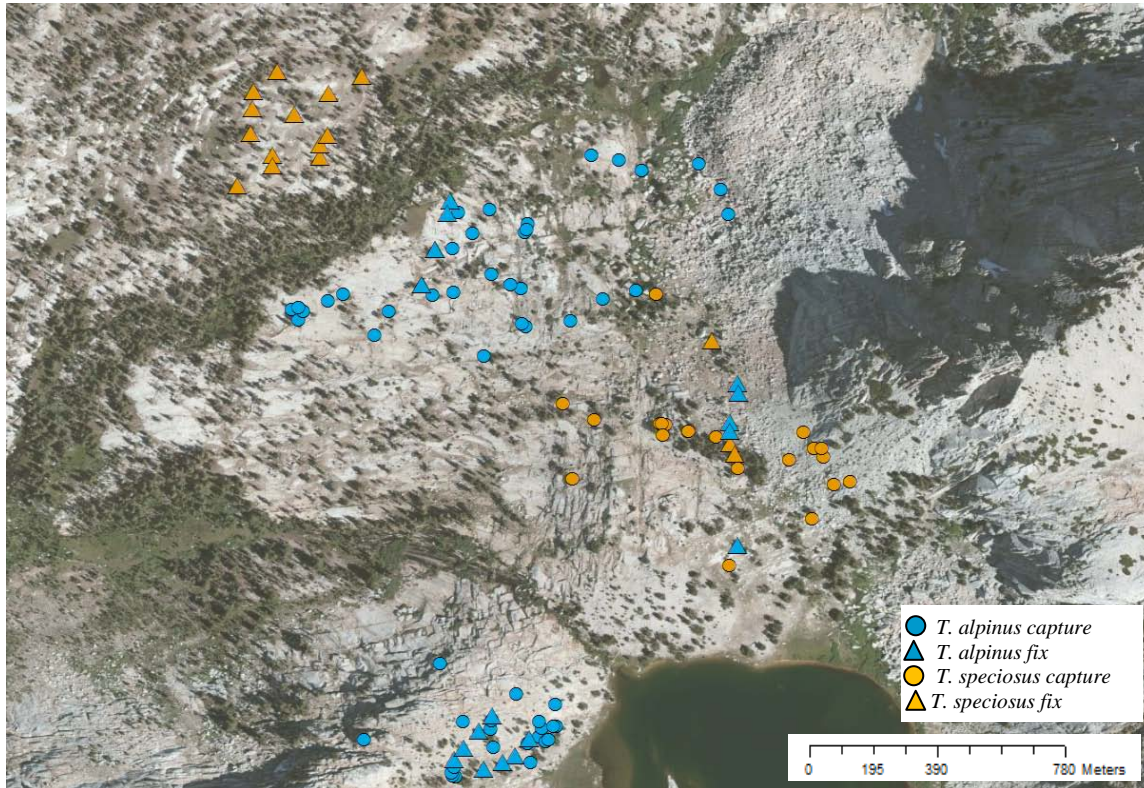 T. alpinus capture
T. alpinus fix
T. speciosus capture
T. speciosus fix
0 195 390 780 Meters